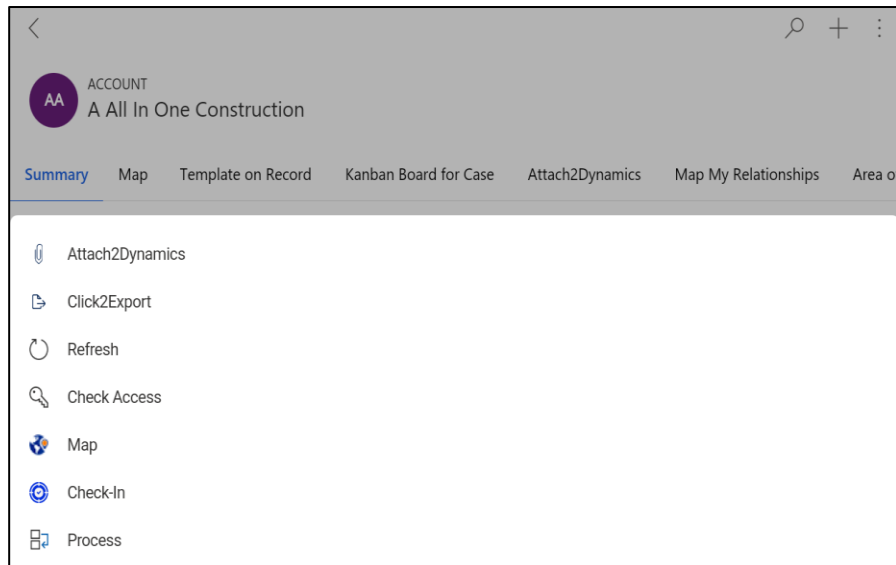 ACCOUNT
AA
A All In One Construction
Summary Map Template on Record Kanban Board for Case Attach2Dynamics Map My Relationships Area o
Attach2Dynamics
Click2Export
Refresh
Check Access
Map
Check-In
Process